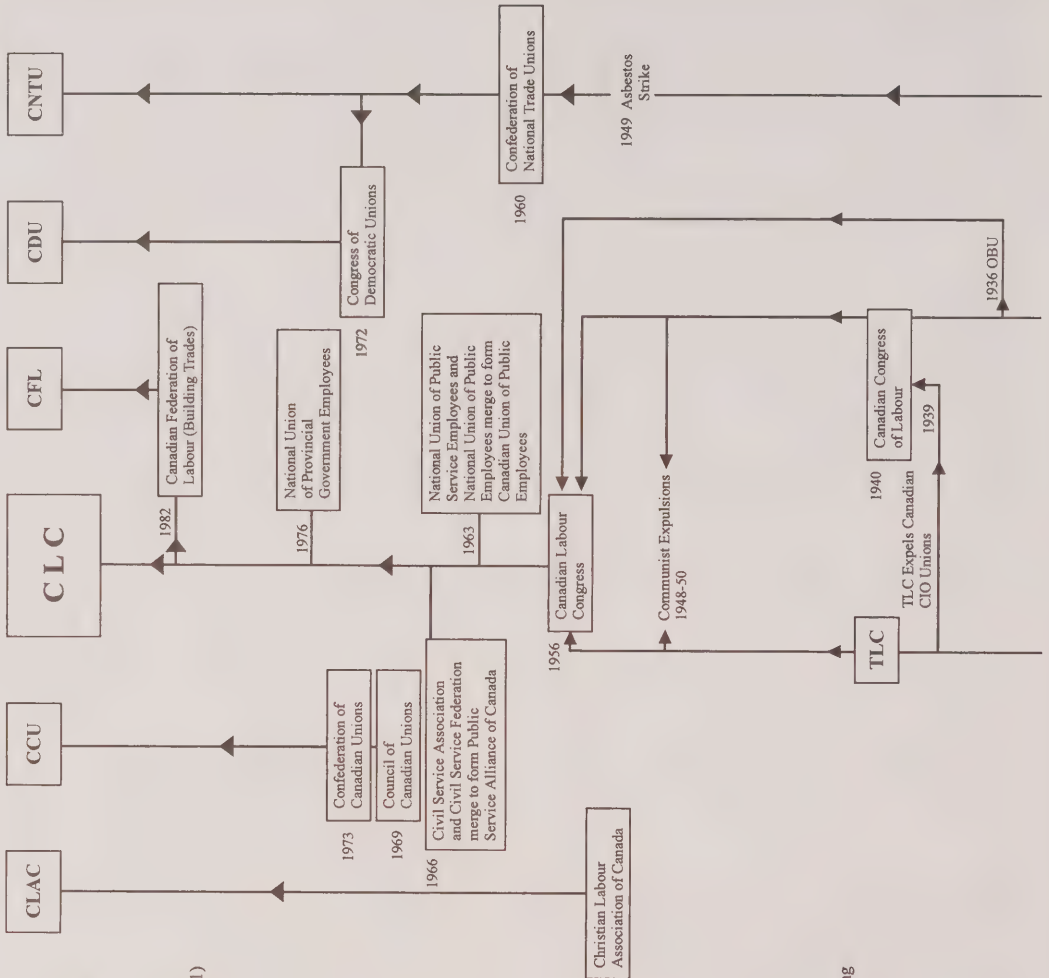 CLAC
CCU
C L C
CFL
CDU
CNTU
1982
Canadian Federation of
Labour (Building Trades)
1976
National Union
of Provincial
Government Employees
1972
Congress of
Democratic Unions
1973
Confederation of
Canadian Unions
1969
Council of
Canadian Unions
1966
Civil Service Association
and Civil Service Federation
merge to form Public
Service Alliance of Canada
1963
National Union of Public
Service Employees and
National Union of Public
Employees merge to form
Canadian Union of Public
Employees
1960
Confederation of
National Trade Unions
1949 Asbestos
Strike
1956
Canadian Labour
Congress
Christian Labour
Association of Canada
Communist Expulsions
1948-50
1940
Canadian Congress
of Labour
1939
TLC
TLC Expels Canadian
CIO Unions
1936 OBU
1)
ng